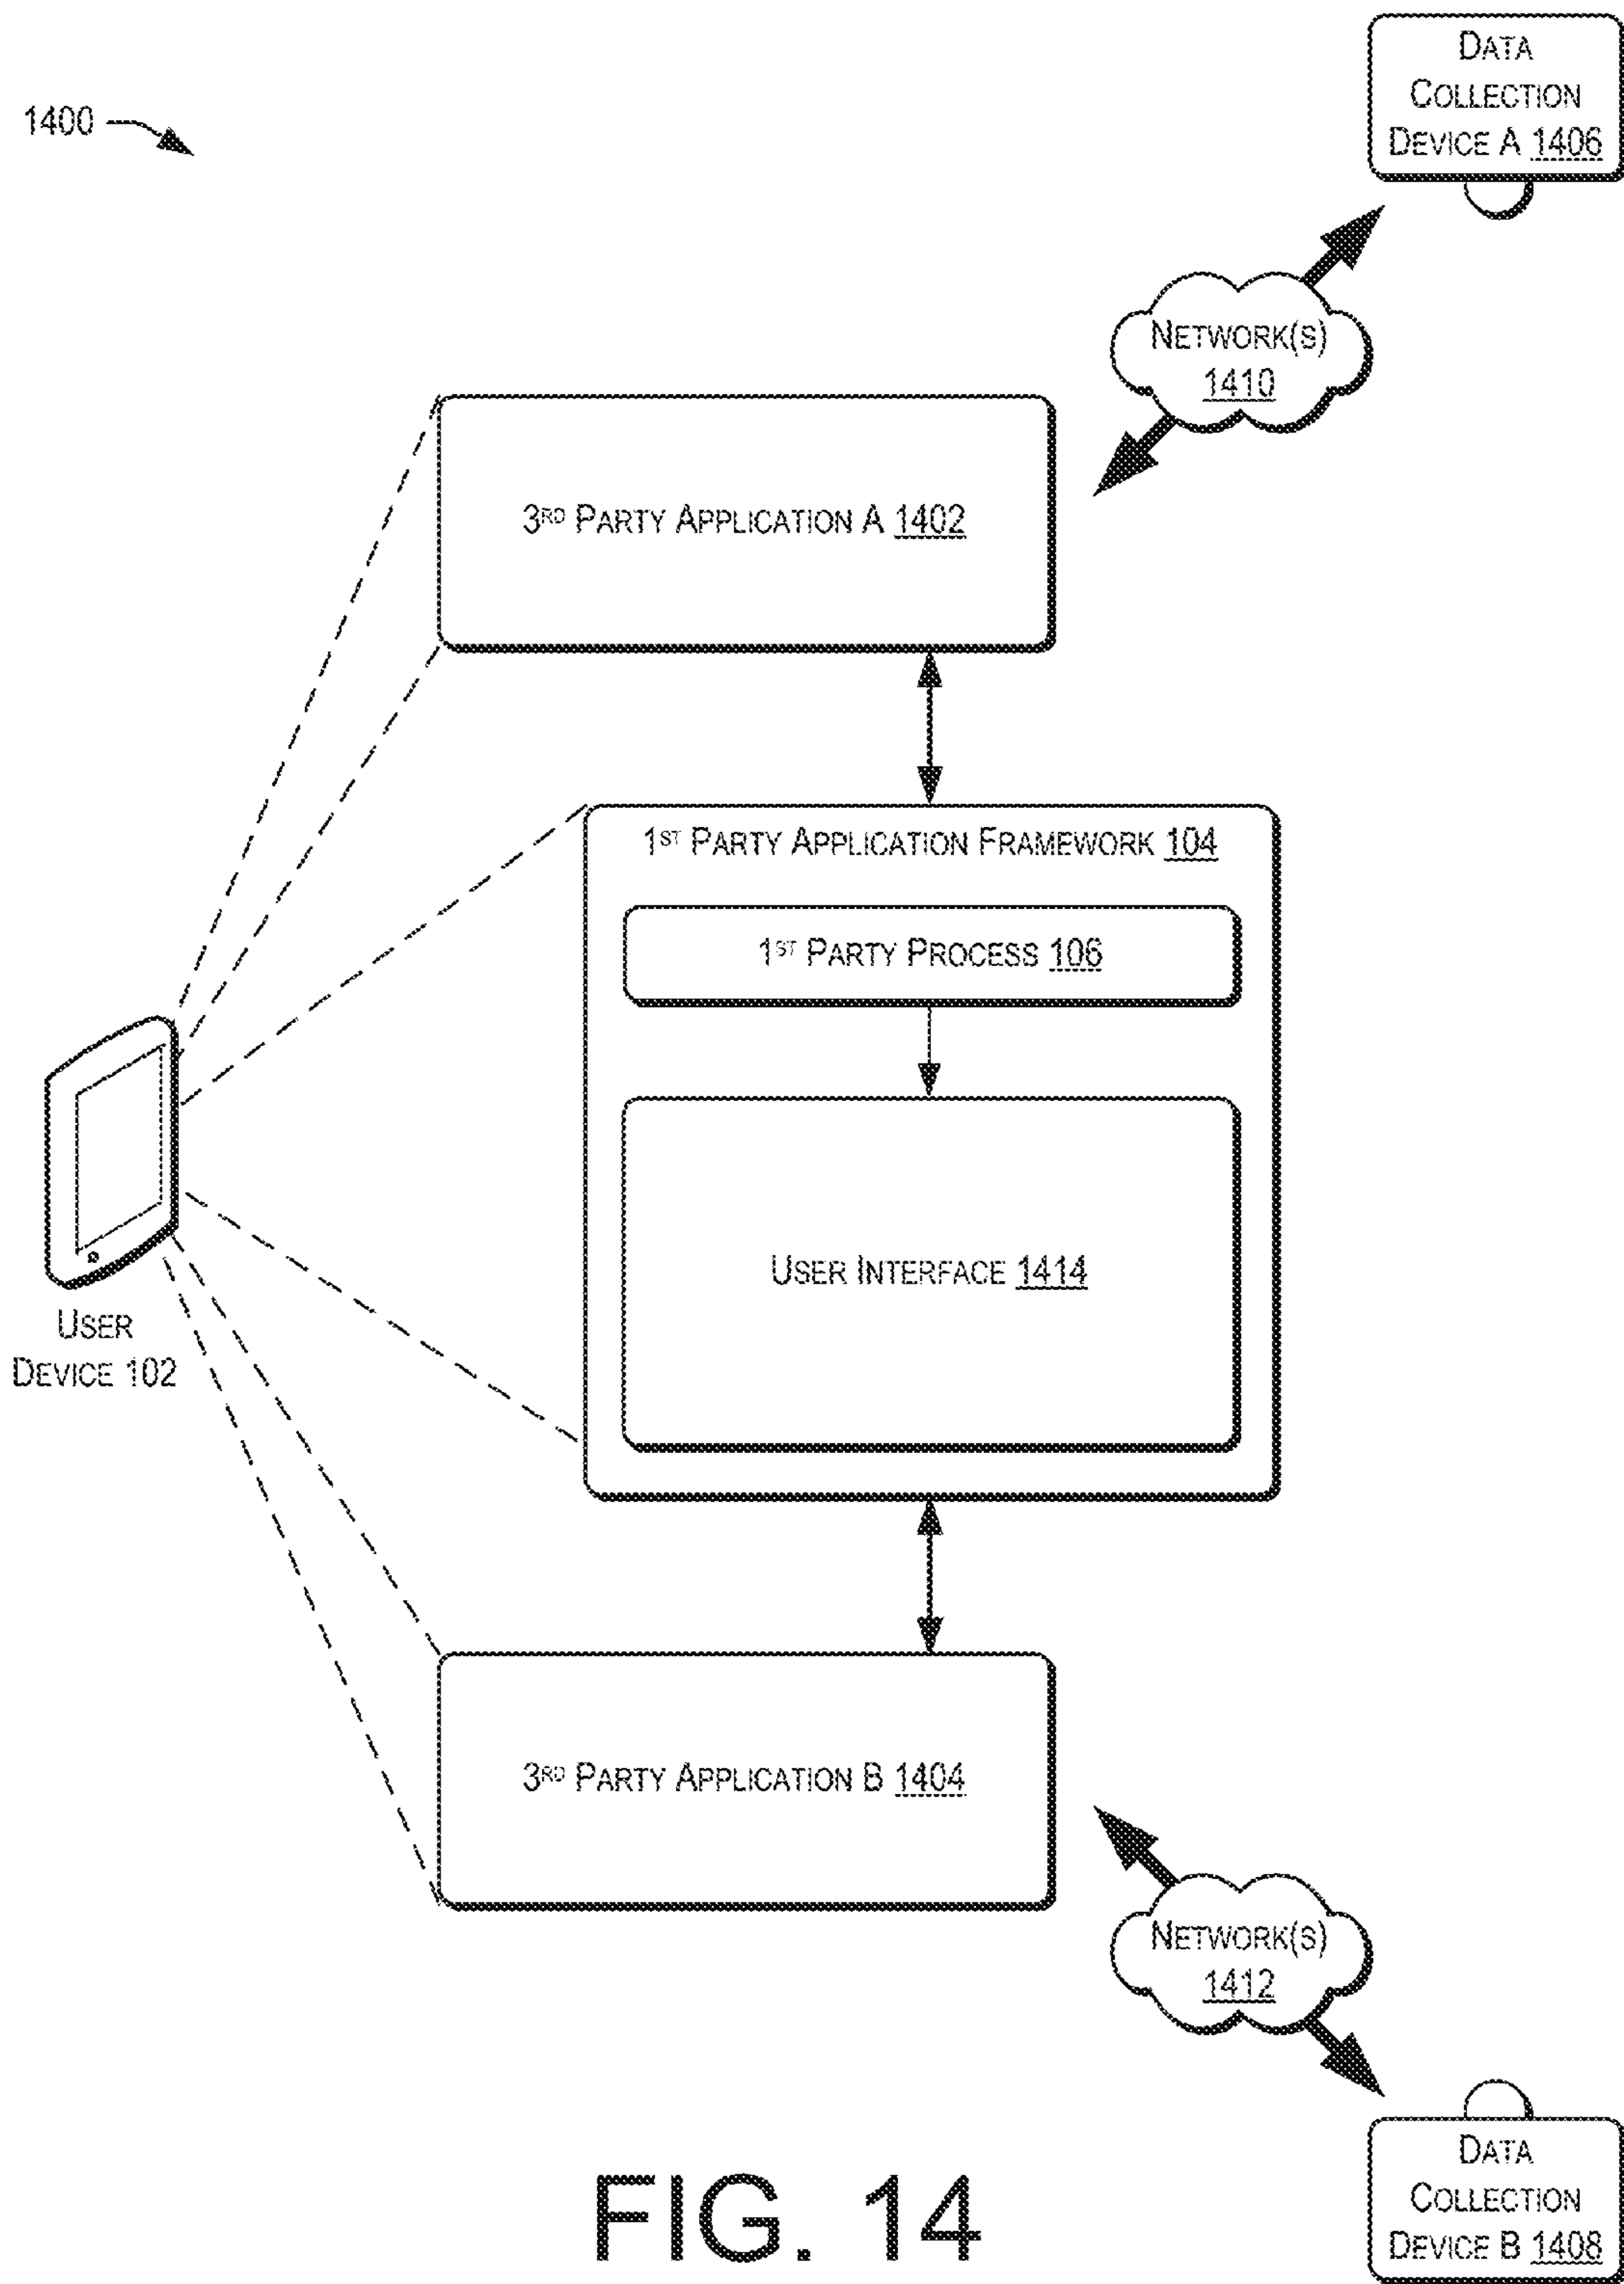 1400
DATA
COLLECTION
DEVICE A 1406
NETWORK(S)
1410
3RD PARTY APPLICATION A 1402
1ST PARTY APPLICATION FRAMEWORK 104
1ST PARTY PROCESS 106
USER INTERFACE 1414
USER
DEVICE 102
3RD PARTY APPLICATION B 1404
NETWORK(S)
1412
DATA
COLLECTION
DEVICE B 1408
FIG. 14